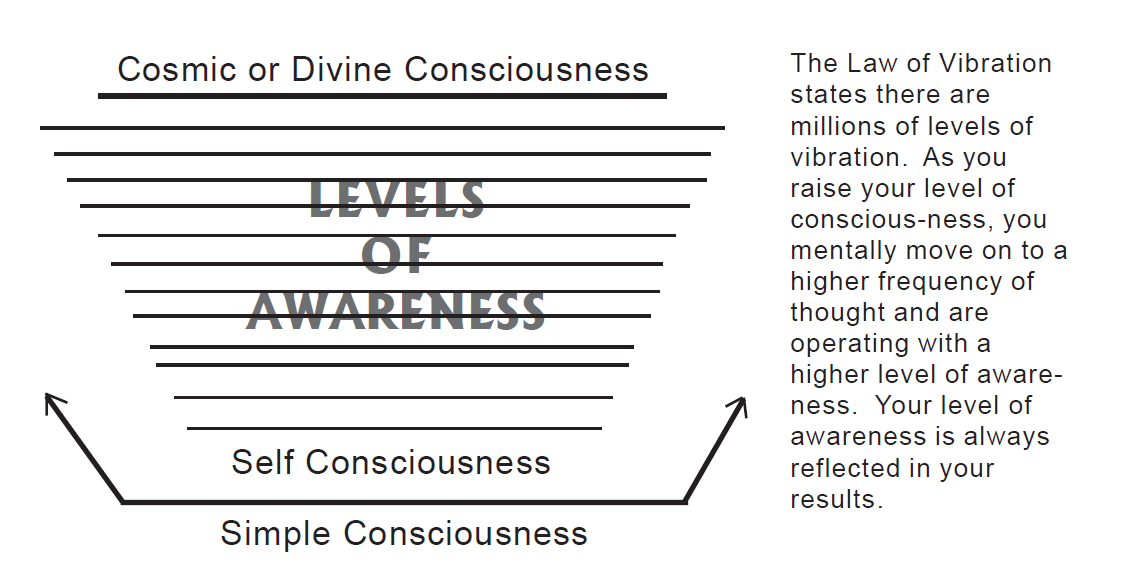 Cosmic or Divine Consciousness
LEVELS
OF
AWARENESS
Self Consciousness
Simple Consciousness
The Law of Vibration
states there are
millions of levels of
vibration.  As you
raise your level of
conscious-ness, you
mentally move on to a
higher frequency of
thought and are
operating with a
higher level of aware-
ness.  Your level of
awareness is always
reflected in your
results.